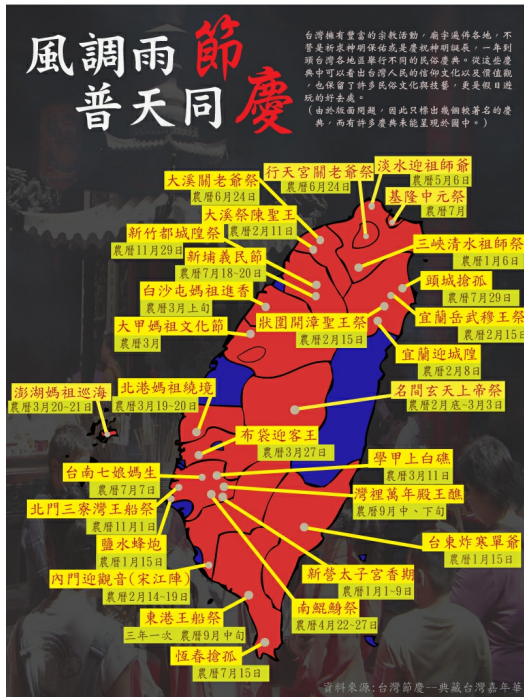 風調雨節慶
普天同
台灣擁有豐富的宗教活動，廟宇遍佈各地，不
管是祈求神明保佑或是慶祝神明誕辰，一年到
頭台灣各地區舉行不同的民俗慶典。從這些慶
典中可以看出台灣人民的信仰文化以及價值觀
，也保留了許多民俗文化與技藝，更是假日遊
玩的好去處。
（由於版面問題，因此只標出幾個較著名的慶
典，而有許多慶典未能呈現於圖中。）
淡水迎祖師爺
農曆5月6日
行天宮關老爺祭
農曆6月24日
大溪關老爺祭
農曆6月24日
基隆中元祭
農曆7月
大溪祭陳聖王
農曆2月11日
新竹都城隍祭
農曆11月29日
三峽清水祖師祭
農曆1月6日
新埔義民節
農曆7月18~20日
頭城搶孤
農曆7月29日
白沙屯媽祖進香
農曆3月上旬
大甲媽祖文化節
農曆3月
狀圍開漳聖王祭
農曆2月15日
宜蘭岳武穆王祭
農曆2月15日
宜蘭迎城隍
農曆2月8日
澎湖媽祖巡海
農曆3月20~21日
北港媽祖繞境
農曆3月19~20日
名間玄天上帝祭
農曆2月底~3月3日
布袋迎客王
農曆3月27日
台南七娘媽生
農曆7月7日
學甲上白礁
農曆3月11日
灣裡萬年殿王醮
農曆9月中、下旬
北門三寮灣王船祭
農曆11月1日
鹽水蜂炮
農曆1月15日
台東炸寒單爺
農曆1月15日
內門迎觀音(宋江陣)
農曆2月14~19日
新營太子宮香期
農曆1月1~9日
南鯤鯓祭
農曆4月22~27日
東港王船祭
三年一次 農曆9月中旬
恆春搶孤
農曆7月15日
資料來源:台灣節慶—典藏台灣嘉年華